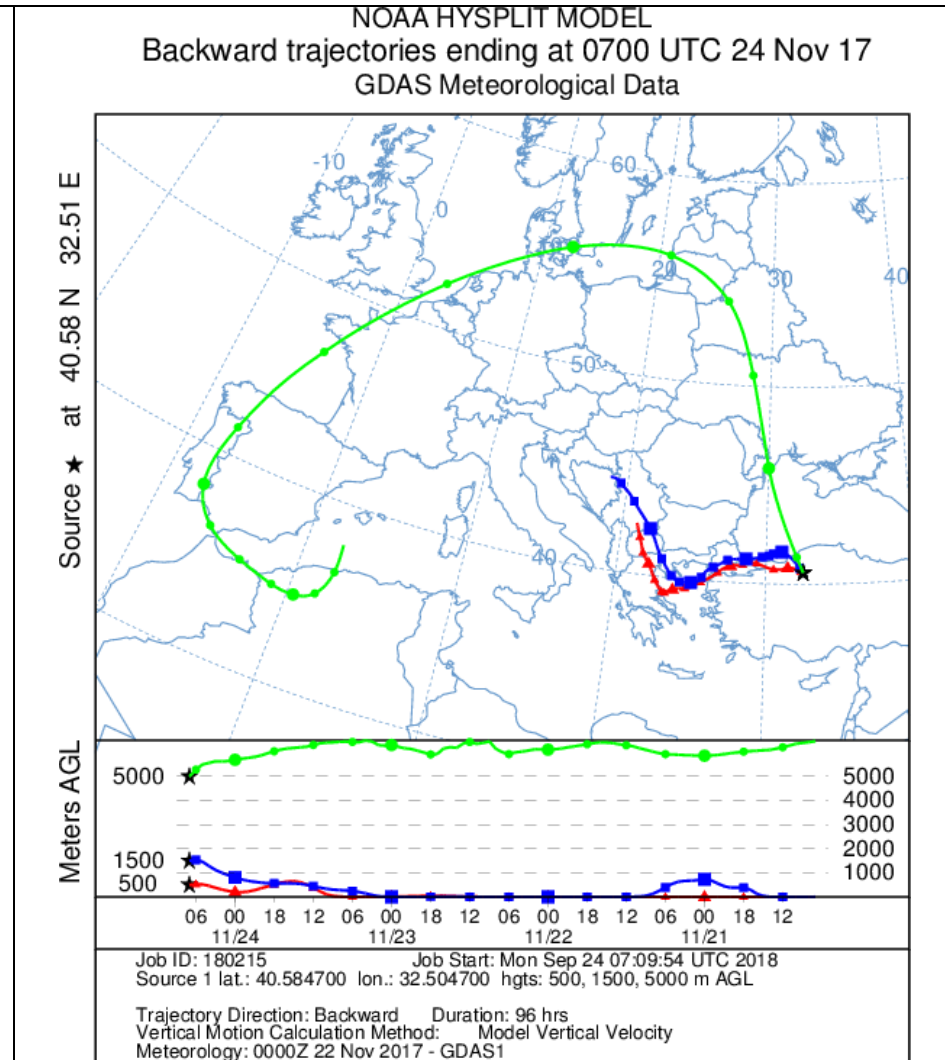 NOAA HYSPLIT MODEL
Backward trajectories ending at 0700 UTC 24 Nov 17
GDAS Meteorological Data
Source ★ at 40.58 N 32.51 E
-10
0
60
20
30
40
50
40
Meters AGL
5000
1500
500
5000
4000
3000
2000
1000
06 00 18 12 06 00 18 12 06 00 18 12 06 00 18 12
11/24 11/23 11/22 11/21
Job ID: 180215 Job Start: Mon Sep 24 07:09:54 UTC 2018
Source 1 lat.: 40.584700 lon.: 32.504700 hgts: 500, 1500, 5000 m AGL
Trajectory Direction: Backward Duration: 96 hrs
Vertical Motion Calculation Method: Model Vertical Velocity
Meteorology: 0000Z 22 Nov 2017 - GDAS1